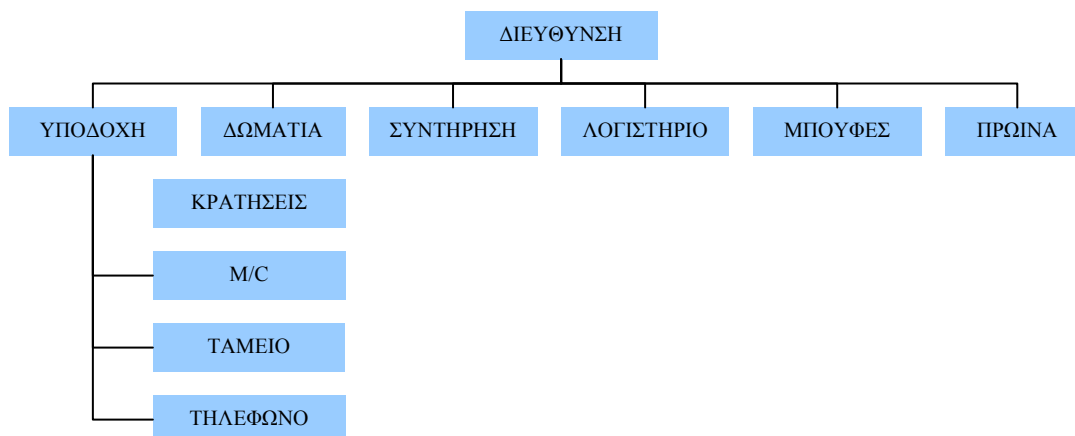 ΔΙΕΥΘΥΝΣΗ
ΥΠΟΔΟΧΗ
ΔΩΜΑΤΙΑ
ΣΥΝΤΗΡΗΣΗ
ΛΟΓΙΣΤΗΡΙΟ
ΜΠΟΥΦΕΣ
ΠΡΩΙΝΑ
ΚΡΑΤΗΣΕΙΣ
M/C
ΤΑΜΕΙΟ
ΤΗΛΕΦΩΝΟ